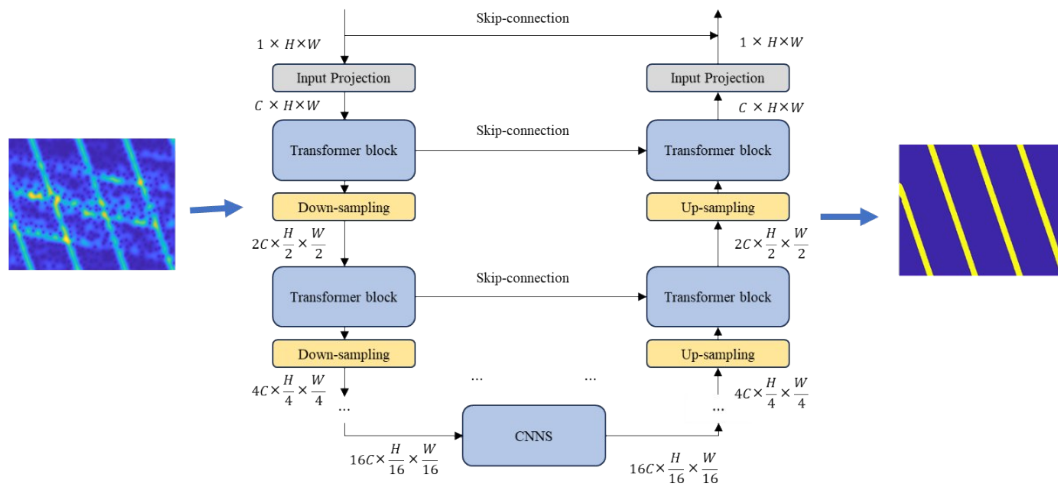 Skip-connection
1 × H×W
1 × H×W
Input Projection
Input Projection
C × H×W
C × H×W
Skip-connection
Transformer block
Transformer block
Down-sampling
Up-sampling
2C×H/2×W/2
2C×H/2×W/2
Skip-connection
Transformer block
Transformer block
Down-sampling
Up-sampling
4C×H/4×W/4
...
...
4C×H/4×W/4
...
...
CNNS
16C×H/16×W/16
16C×H/16×W/16